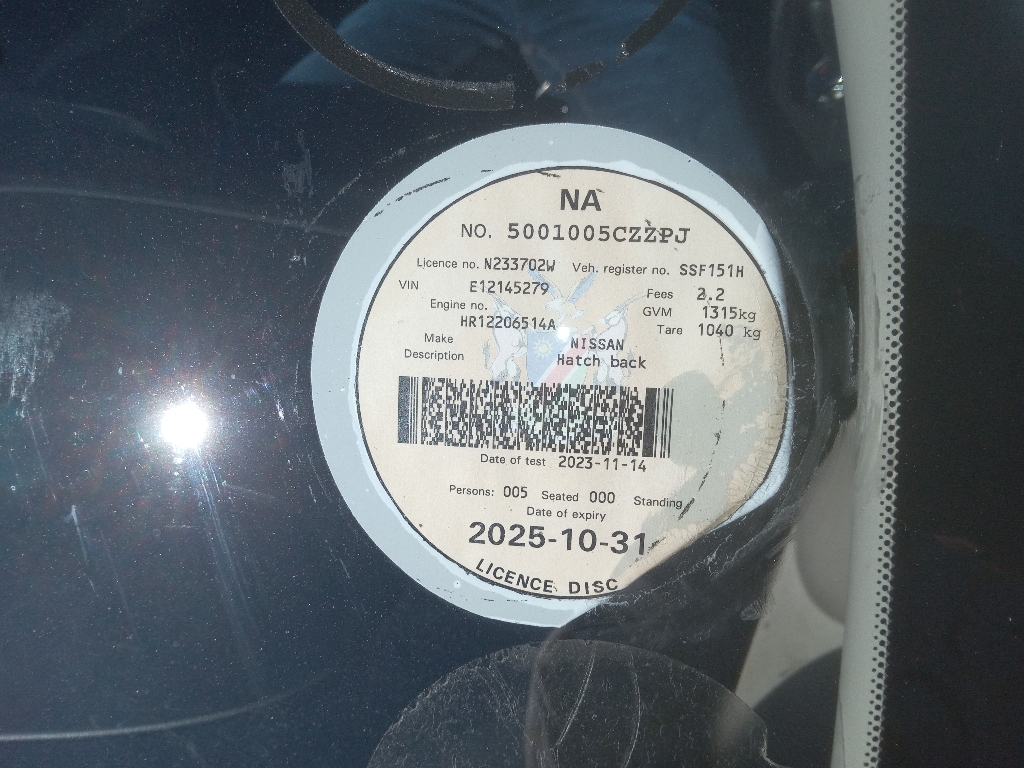 NA
NO. 5001005CZZPJ
Licence no. N233702W Veh. register no. SSF151H
VIN E12145279 Fees 2.2
Engine no. GVM 1315kg
HR12206514A Tare 1040 kg
Make NISSAN
Description Hatch back
Date of test 2023-11-14
Persons: 005 Seated 000 Standing
Date of expiry
2025-10-31
LICENCE DISC